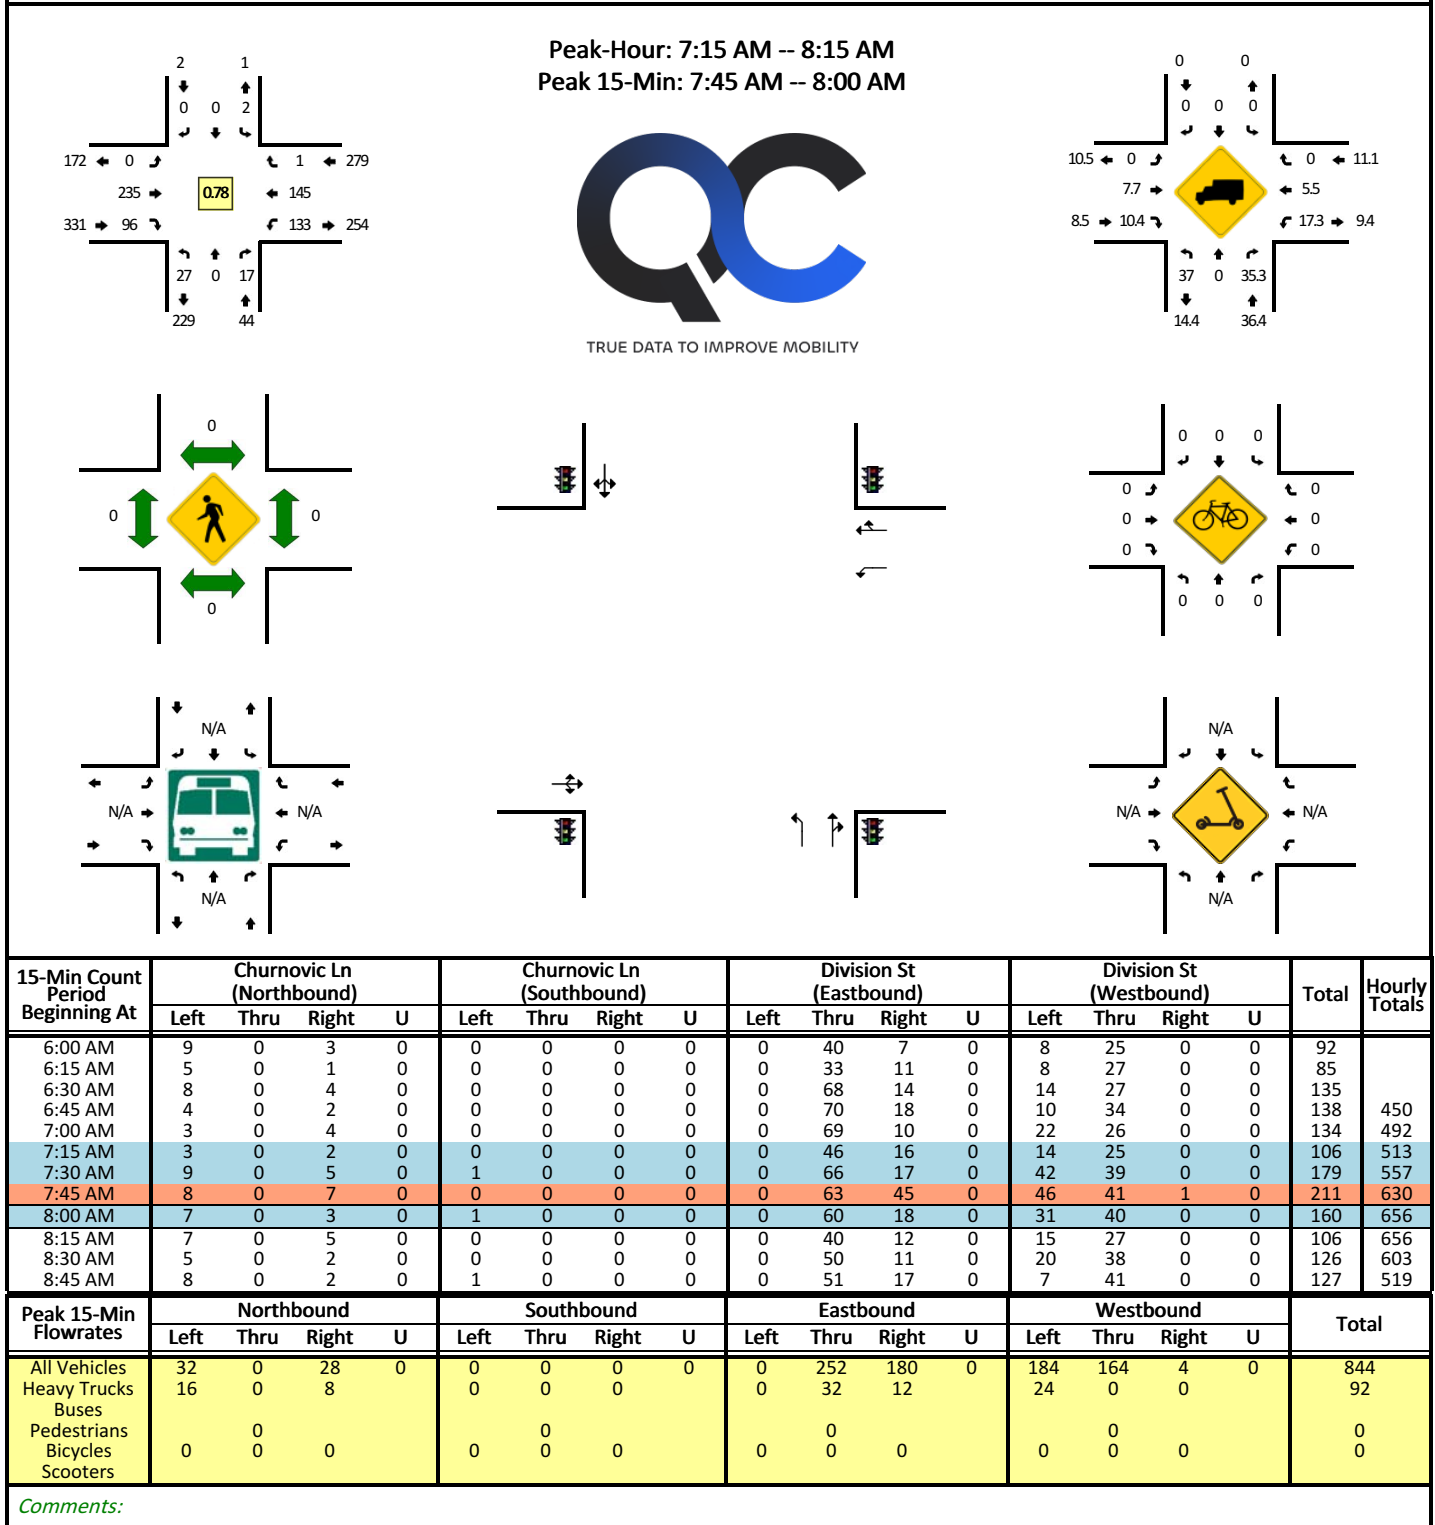 Peak-Hour: 7:15 AM -- 8:15 AM
Peak 15-Min: 7:45 AM -- 8:00 AM
2 1
0 0 2
172 0 1 279
235 0.78 145
331 96 133 254
27 0 17
229 44
QC
TRUE DATA TO IMPROVE MOBILITY
0 0
0 0 0
10.5 0 0 11.1
7.7 5.5
8.5 10.4 17.3 9.4
37 0 35.3
14.4 36.4
0
0 0
0
0 0 0
0 0
0 0
0 0
0 0 0
N/A
N/A N/A
N/A
N/A
N/A N/A
N/A
15-Min Count Period Beginning At Churnovic Ln (Northbound) Churnovic Ln (Southbound) Division St (Eastbound) Division St (Westbound) Total Hourly Totals
Left Thru Right U Left Thru Right U Left Thru Right U Left Thru Right U
6:00 AM 9 0 3 0 0 0 0 0 0 40 7 0 8 25 0 0 92
6:15 AM 5 0 1 0 0 0 0 0 0 33 11 0 8 27 0 0 85
6:30 AM 8 0 4 0 0 0 0 0 0 68 14 0 14 27 0 0 135
6:45 AM 4 0 2 0 0 0 0 0 0 70 18 0 10 34 0 0 138 450
7:00 AM 3 0 4 0 0 0 0 0 0 69 10 0 22 26 0 0 134 492
7:15 AM 3 0 2 0 0 0 0 0 0 46 16 0 14 25 0 0 106 513
7:30 AM 9 0 5 0 1 0 0 0 0 66 17 0 42 39 0 0 179 557
7:45 AM 8 0 7 0 0 0 0 0 0 63 45 0 46 41 1 0 211 630
8:00 AM 7 0 3 0 1 0 0 0 0 60 18 0 31 40 0 0 160 656
8:15 AM 7 0 5 0 0 0 0 0 0 40 12 0 15 27 0 0 106 656
8:30 AM 5 0 2 0 0 0 0 0 0 50 11 0 20 38 0 0 126 603
8:45 AM 8 0 2 0 1 0 0 0 0 51 17 0 7 41 0 0 127 519
Peak 15-Min Flowrates Northbound Southbound Eastbound Westbound Total
Left Thru Right U Left Thru Right U Left Thru Right U Left Thru Right U
All Vehicles 32 0 28 0 0 0 0 0 0 252 180 0 184 164 4 0 844
Heavy Trucks 16 0 8 0 0 0 0 32 12 24 0 0 92
Buses
Pedestrians 0 0 0 0 0
Bicycles 0 0 0 0 0 0 0 0 0 0 0 0 0
Scooters
Comments: